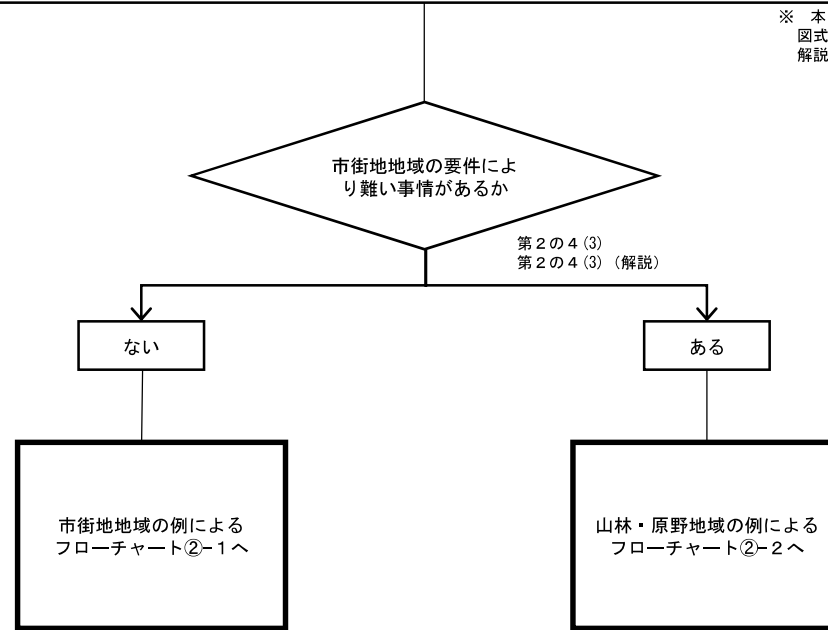 ※ 本
図式
解説
市街地地域の要件によ
り難い事情があるか
第２の４(3)
第２の４(3)（解説）
ない
ある
市街地地域の例による
フローチャート②-１へ
山林・原野地域の例による
フローチャート②-２へ